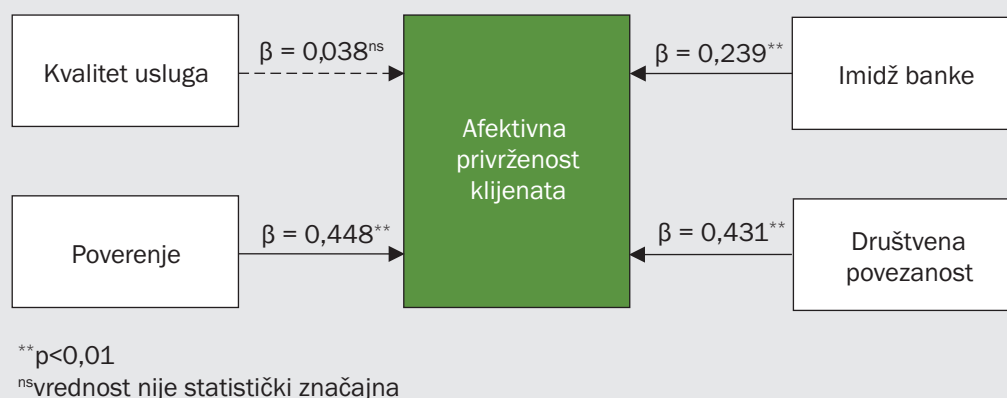 Kvalitet usluga
β = 0,038ns
β = 0,239**
Imidž banke
Afektivna
privrženost
klijenata
Poverenje
β = 0,448**
β = 0,431**
Društvena
povezanost
**p<0,01
nsvrednost nije statistički značajna